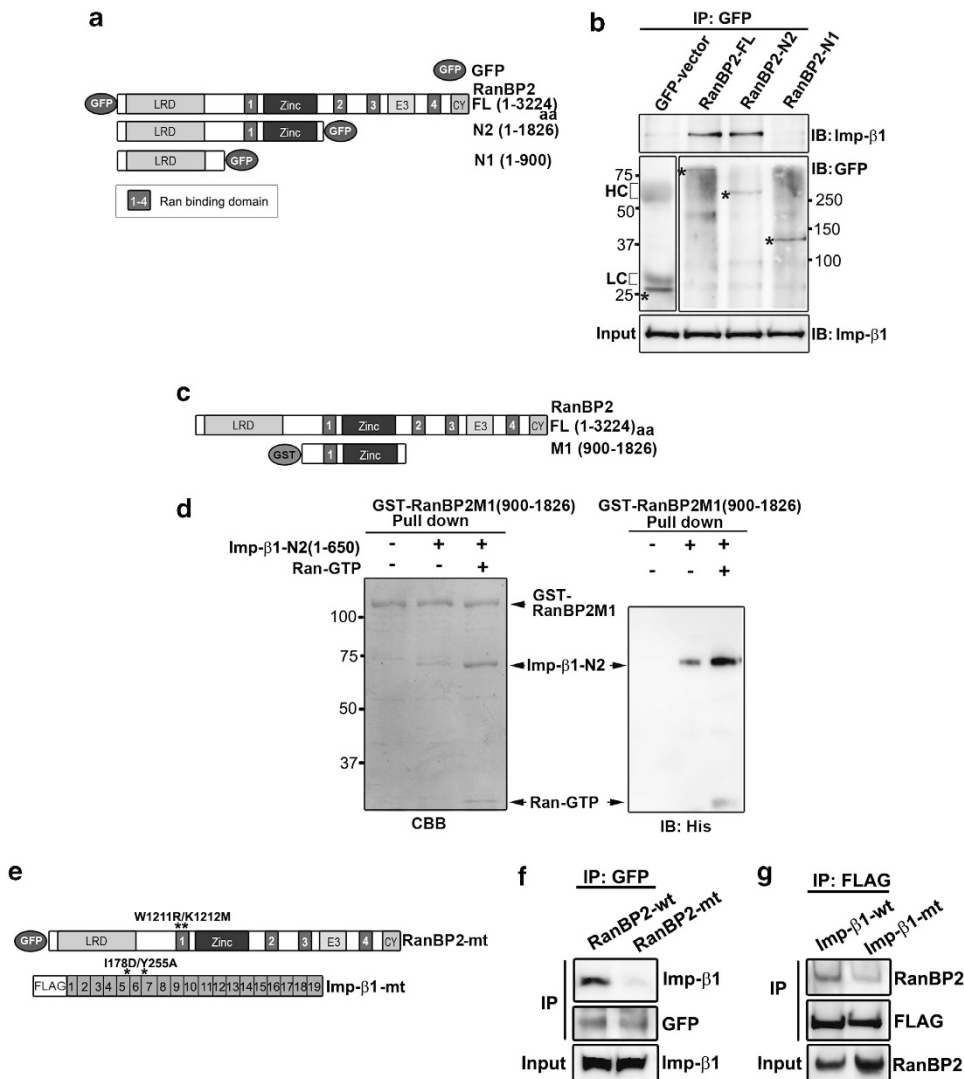 a
GFP
GFP
RanBP2
GFP LRD 1 Zinc 2 3 E3 4 CY FL (1-3224)aa
LRD 1 Zinc GFP N2 (1-1826)
LRD GFP N1 (1-900)
1-4 Ran binding domain
b
IP: GFP
GFP-vector RanBP2-FL RanBP2-N2 RanBP2-N1
IB: Imp-β1
IB: GFP
75
HC
50
37
LC
25
* * * *
250
150
100
Input IB: Imp-β1
c
RanBP2
LRD 1 Zinc 2 3 E3 4 CY FL (1-3224)aa
GST 1 Zinc M1 (900-1826)
d
GST-RanBP2M1(900-1826)
Pull down
Imp-β1-N2(1-650) - + +
Ran-GTP - - +
100
75
50
37
GST-
RanBP2M1
Imp-β1-N2
Ran-GTP
CBB
GST-RanBP2M1(900-1826)
Pull down
- + +
- - +
IB: His
e
W1211R/K1212M
**
GFP LRD 1 Zinc 2 3 E3 4 CY RanBP2-mt
I178D/Y255A
* *
FLAG 1 2 3 4 5 6 7 8 9 10 11 12 13 14 15 16 17 18 19 Imp-β1-mt
f
IP: GFP
RanBP2-wt RanBP2-mt
IP
Imp-β1
GFP
Input Imp-β1
g
IP: FLAG
Imp-β1-wt Imp-β1-mt
IP
RanBP2
FLAG
Input RanBP2